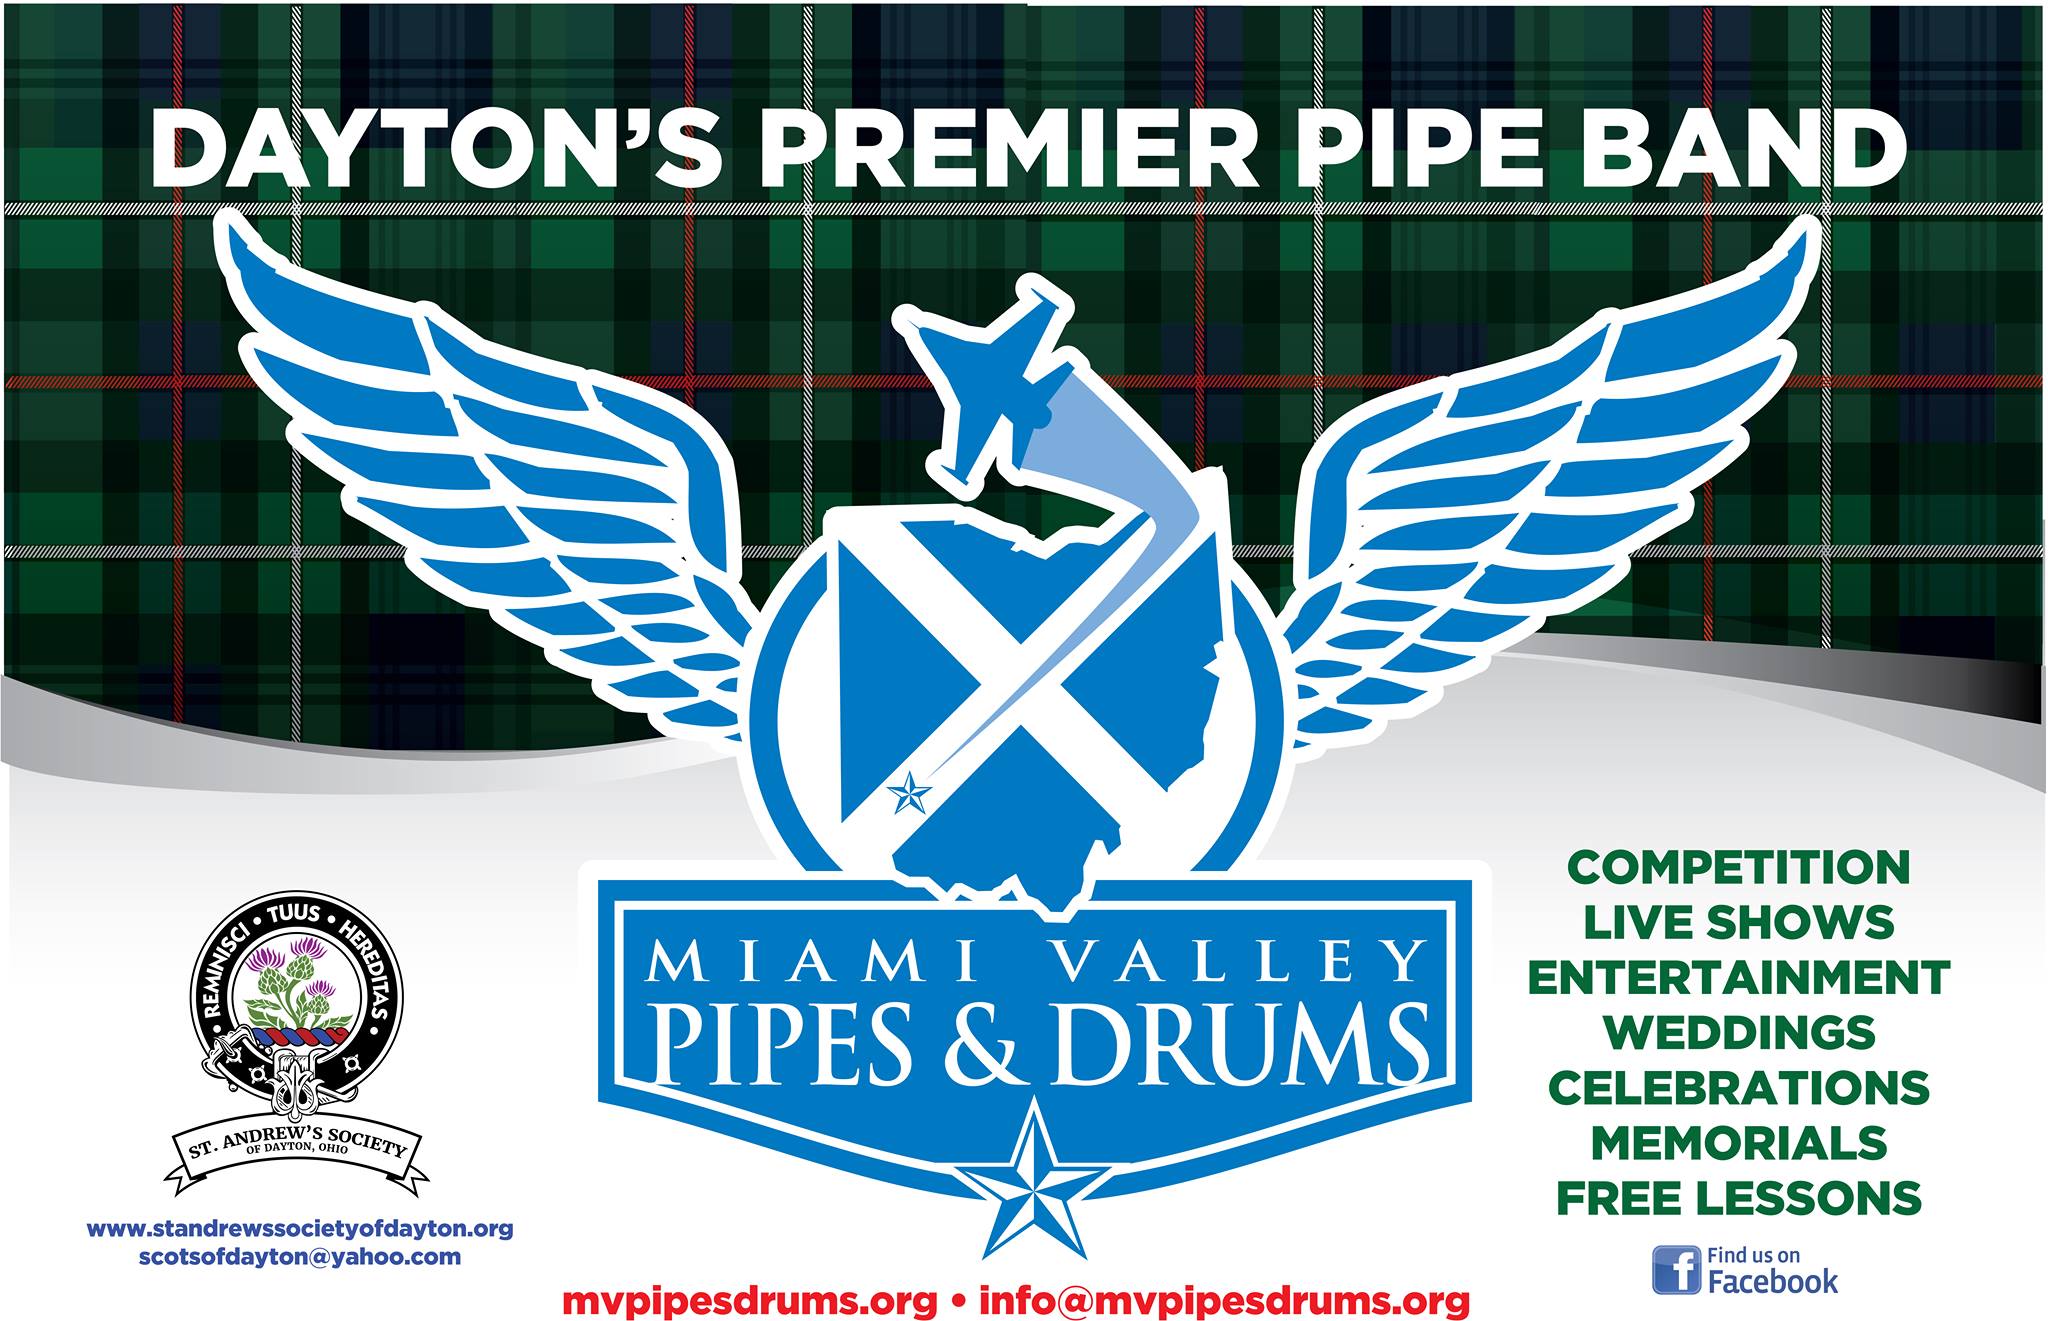 DAYTON'S PREMIER PIPE BAND
MIAMI VALLEY
PIPES & DRUMS
• REMINISCI • TUUS • HEREDITAS •
ST. ANDREW'S SOCIETY
OF DAYTON, OHIO
www.standrewssocietyofdayton.org
scotsofdayton@yahoo.com
COMPETITION
LIVE SHOWS
ENTERTAINMENT
WEDDINGS
CELEBRATIONS
MEMORIALS
FREE LESSONS
f Find us on
Facebook
mvpipesdrums.org • info@mvpipesdrums.org